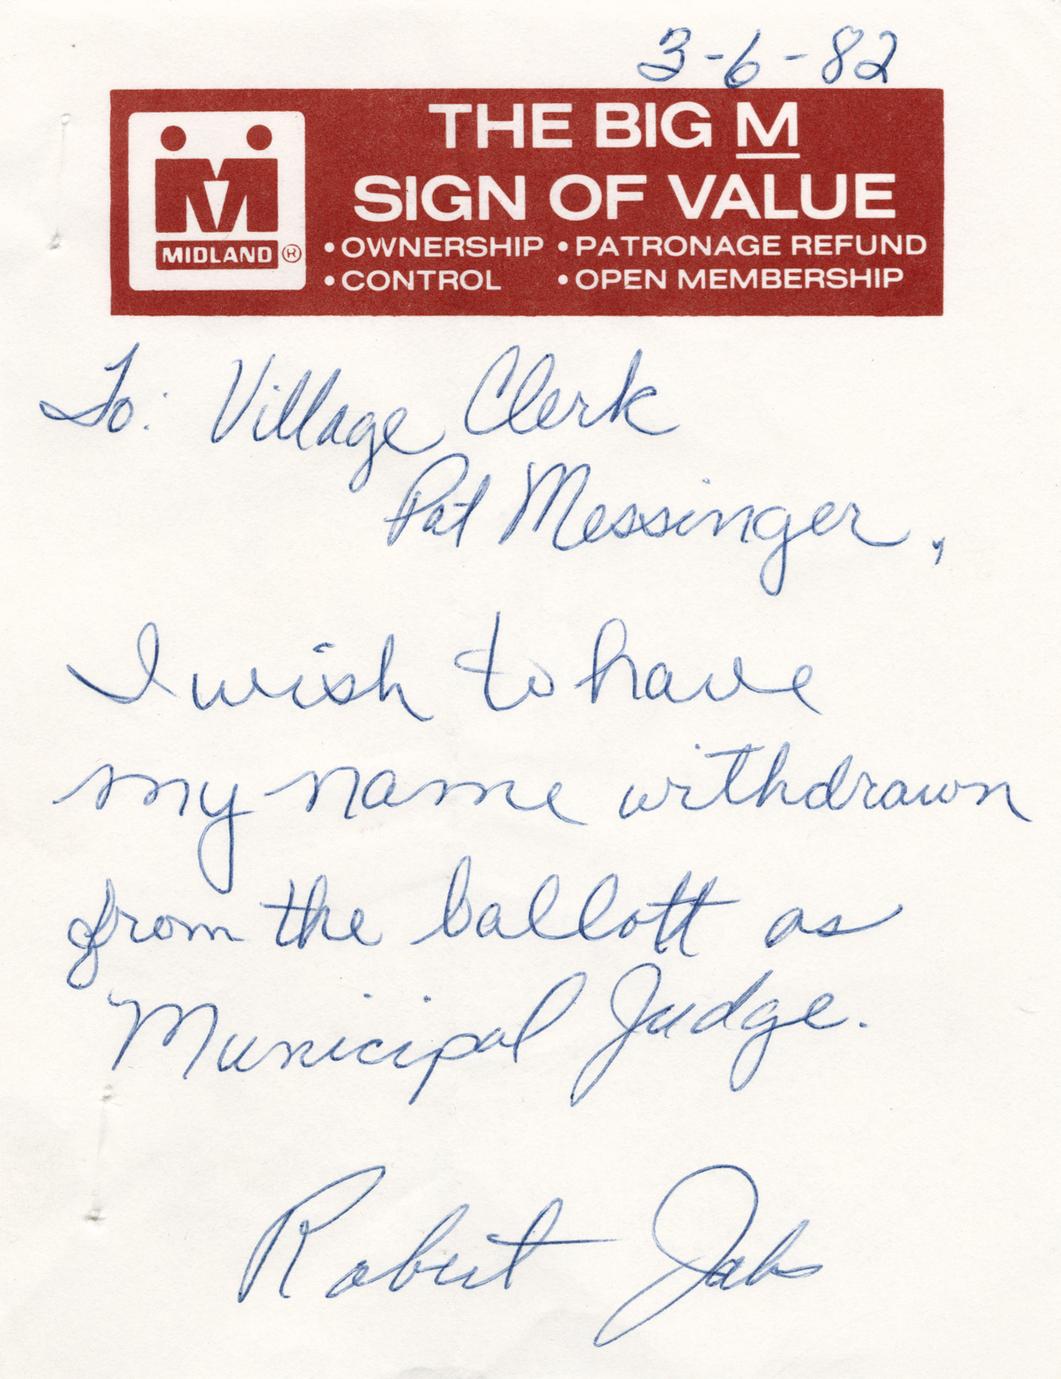 3-6-82
THE BIG M
SIGN OF VALUE
• OWNERSHIP • PATRONAGE REFUND
• CONTROL • OPEN MEMBERSHIP
MIDLAND ®
To: Village Clerk
Pat Messinger,
I wish to have
my name withdrawn
from the ballott as
Municipal Judge.
Robert Jabs